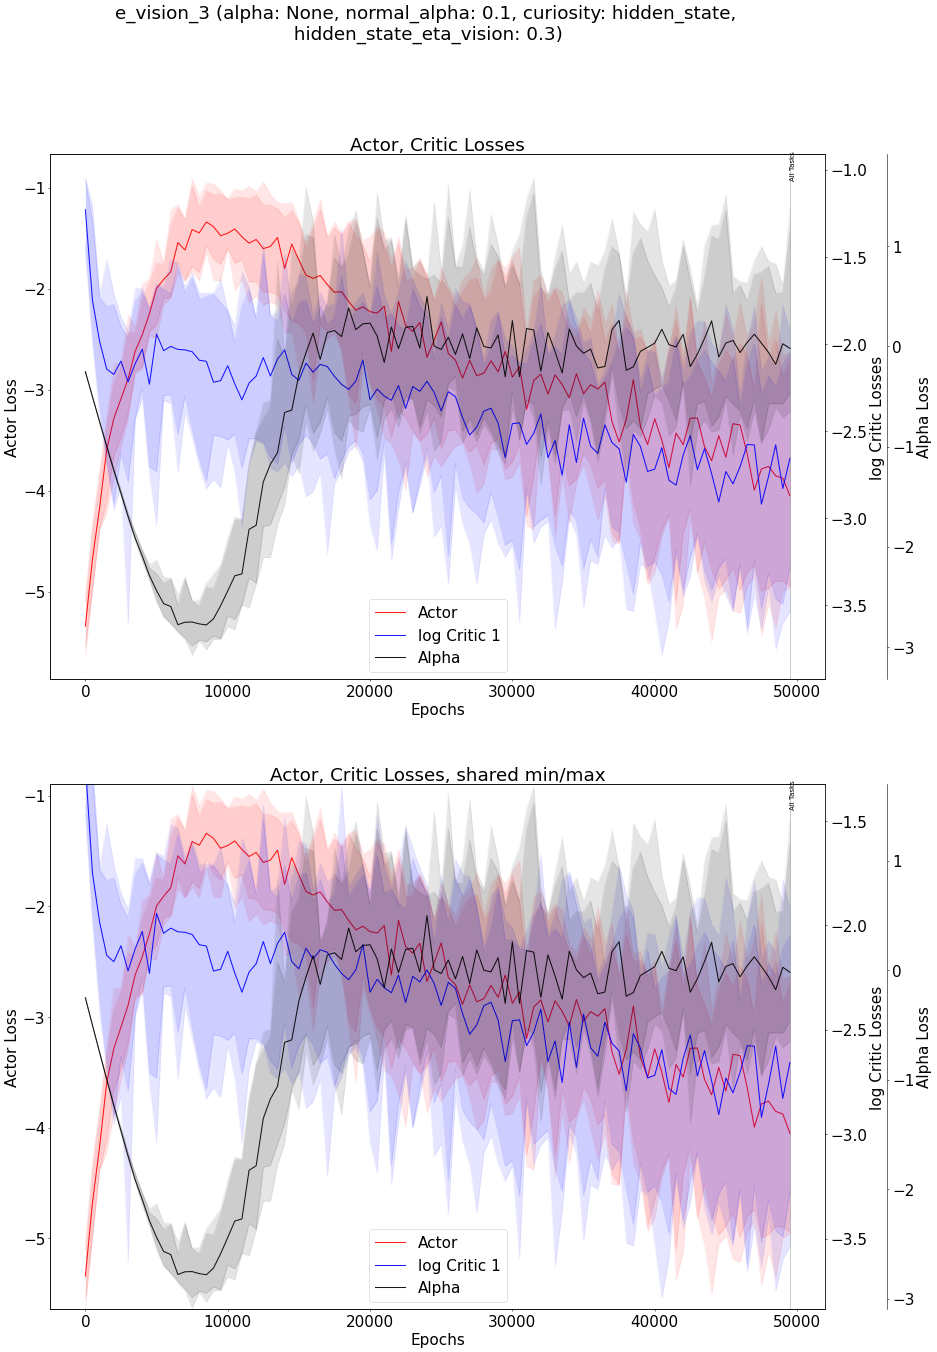 e_vision_3 (alpha: None, normal_alpha: 0.1, curiosity: hidden_state,
hidden_state_eta_vision: 0.3)
Actor, Critic Losses
All Tasks
Actor Loss
−1
−2
−3
−4
−5
−1.0
−1.5
−2.0
−2.5
−3.0
−3.5
log Critic Losses
1
0
−1
−2
−3
Alpha Loss
Actor
log Critic 1
Alpha
0
10000
20000
30000
40000
50000
Epochs
Actor, Critic Losses, shared min/max
All Tasks
Actor Loss
−1
−2
−3
−4
−5
−1.5
−2.0
−2.5
−3.0
−3.5
log Critic Losses
1
0
−1
−2
−3
Alpha Loss
Actor
log Critic 1
Alpha
0
10000
20000
30000
40000
50000
Epochs